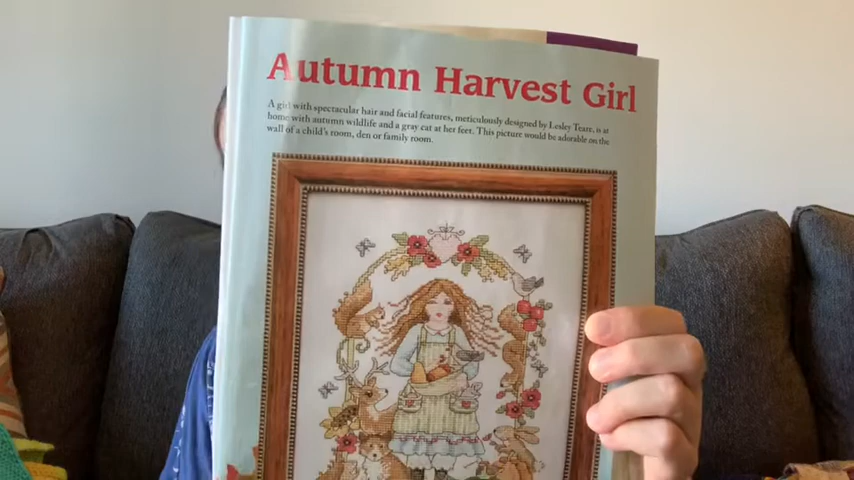 Autumn Harvest Girl
A girl with spectacular hair and facial features, meticulously designed by Lesley Teare, is at
home with autumn wildlife and a gray cat at her feet. This picture would be adorable on the
wall of a child's room, den or family room.